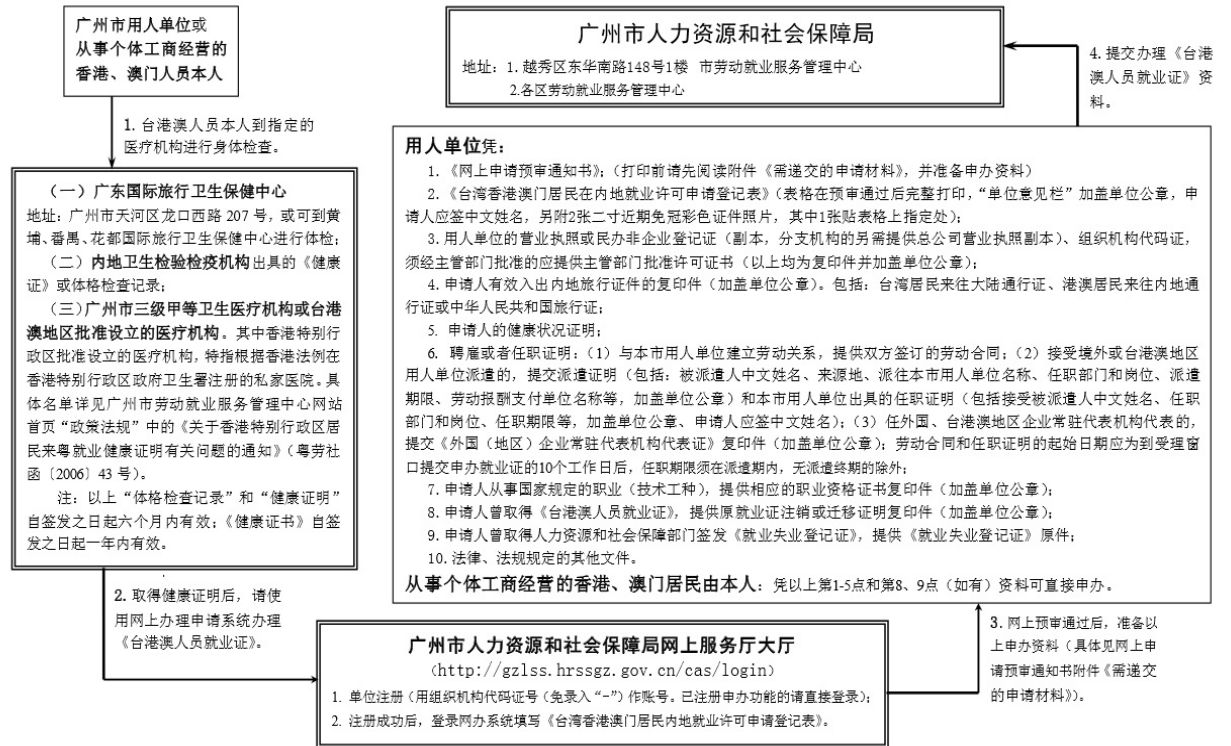 广州市用人单位或
从事个体工商经营的
香港、澳门人员本人
1. 台港澳人员本人到指定的
医疗机构进行身体检查。
（一）广东国际旅行卫生保健中心
地址：广州市天河区龙口西路 207 号，或可到黄
埔、番禺、花都国际旅行卫生保健中心进行体检；
（二）内地卫生检验检疫机构出具的《健康
证》或体格检查记录；
（三）广州市三级甲等卫生医疗机构或台港
澳地区批准设立的医疗机构。其中香港特别行
政区批准设立的医疗机构，特指根据香港法例在
香港特别行政区政府卫生署注册的私家医院。具
体名单详见广州市劳动就业服务管理中心网站
首页“政策法规”中的《关于香港特别行政区居
民来粤就业健康证明有关问题的通知》（粤劳社
函〔2006〕43 号）。
注：以上“体格检查记录”和“健康证明”
自签发之日起六个月内有效；《健康证书》自签
发之日起一年内有效。
2. 取得健康证明后，请使
用网上办理申请系统办理
《台港澳人员就业证》。
广州市人力资源和社会保障局网上服务厅大厅
（http://gzlss.hrssgz.gov.cn/cas/login）
1. 单位注册（用组织机构代码证号（免录入“-”）作账号。已注册申办功能的请直接登录）；
2. 注册成功后，登录网办系统填写《台湾香港澳门居民内地就业许可申请登记表》。
3. 网上预审通过后，准备以
上申办资料（具体见网上申
请预审通知书附件《需递交
的申请材料》）。
用人单位凭：
1. 《网上申请预审通知书》；（打印前请先阅读附件《需递交的申请材料》，并准备申办资料）
2. 《台湾香港澳门居民在内地就业许可申请登记表》（表格在预审通过后完整打印，“单位意见栏”加盖单位公章，申
请人应签中文姓名，另附2张二寸近期免冠彩色证件照片，其中1张贴表格上指定处）；
3. 用人单位的营业执照或民办非企业登记证（副本，分支机构的另需提供总公司营业执照副本）、组织机构代码证，
须经主管部门批准的应提供主管部门批准许可证书（以上均为复印件并加盖单位公章）；
4. 申请人有效入出内地旅行证件的复印件（加盖单位公章）。包括：台湾居民来往大陆通行证、港澳居民来往内地通
行证或中华人民共和国旅行证；
5. 申请人的健康状况证明；
6. 聘雇或者任职证明：（1）与本市用人单位建立劳动关系，提供双方签订的劳动合同；（2）接受境外或台港澳地区
用人单位派遣的，提交派遣证明（包括：被派遣人中文姓名、来源地、派往本市用人单位名称、任职部门和岗位、派遣
期限、劳动报酬支付单位名称等，加盖单位公章）和本市用人单位出具的任职证明（包括接受被派遣人中文姓名、任职
部门和岗位、任职期限等，加盖单位公章、申请人应签中文姓名）；（3）任外国、台港澳地区企业常驻代表机构代表的，
提交《外国（地区）企业常驻代表机构代表证》复印件（加盖单位公章）；劳动合同和任职证明的起始日期应为到受理窗
口提交申办就业证的10个工作日后，任职期限须在派遣期内，无派遣终期的除外；
7. 申请人从事国家规定的职业（技术工种），提供相应的职业资格证书复印件（加盖单位公章）；
8. 申请人曾取得《台港澳人员就业证》，提供原就业证注销或迁移证明复印件（加盖单位公章）；
9. 申请人曾取得人力资源和社会保障部门签发《就业失业登记证》，提供《就业失业登记证》原件；
10. 法律、法规规定的其他文件。
从事个体工商经营的香港、澳门居民由本人：凭以上第1-5点和第8、9点（如有）资料可直接申办。
4. 提交办理《台港
澳人员就业证》资
料。
广州市人力资源和社会保障局
地址：1. 越秀区东华南路148号1楼 市劳动就业服务管理中心
2.各区劳动就业服务管理中心